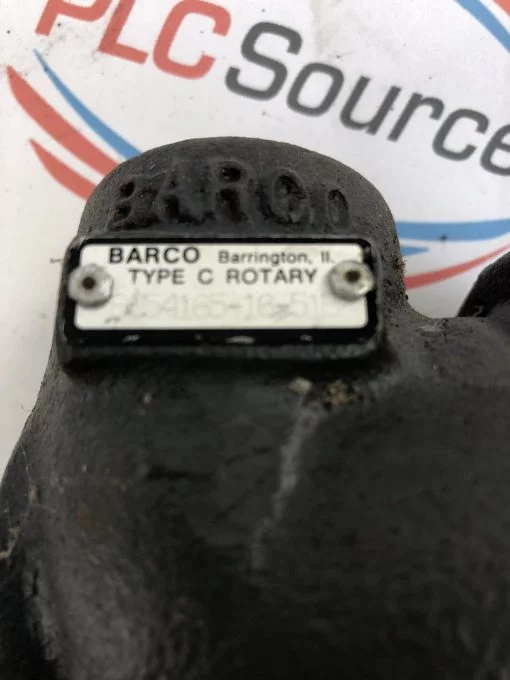 PLC
Source
BARCO
BARCO Barrington, Il.
TYPE C ROTARY